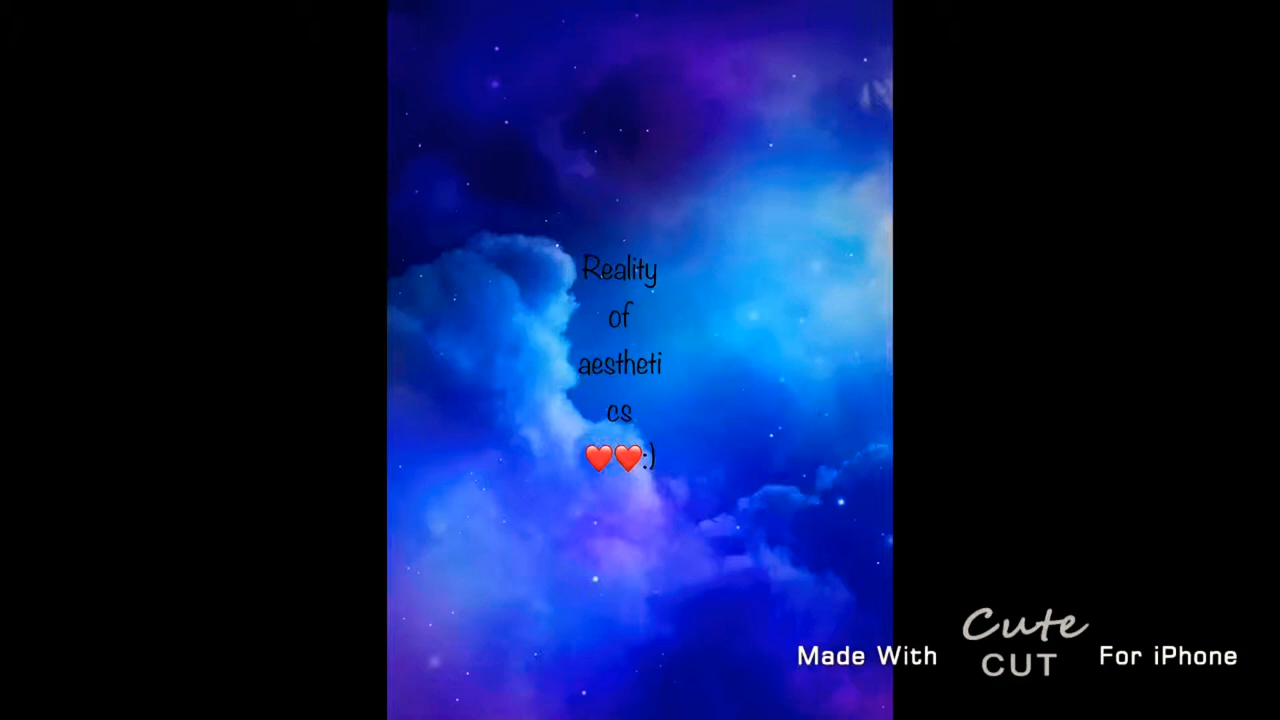 Reality
of
aestheti
cs
❤️❤️:)
Made With Cute CUT For iPhone